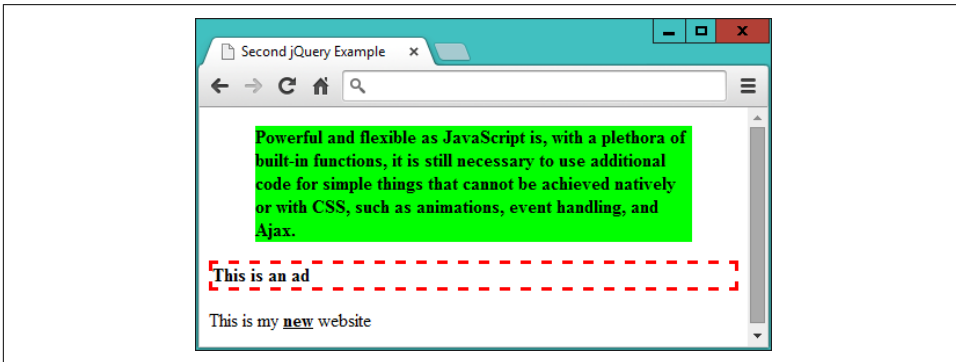 Second jQuery Example
Powerful and flexible as JavaScript is, with a plethora of
built-in functions, it is still necessary to use additional
code for simple things that cannot be achieved natively
or with CSS, such as animations, event handling, and
Ajax.
This is an ad
This is my new website